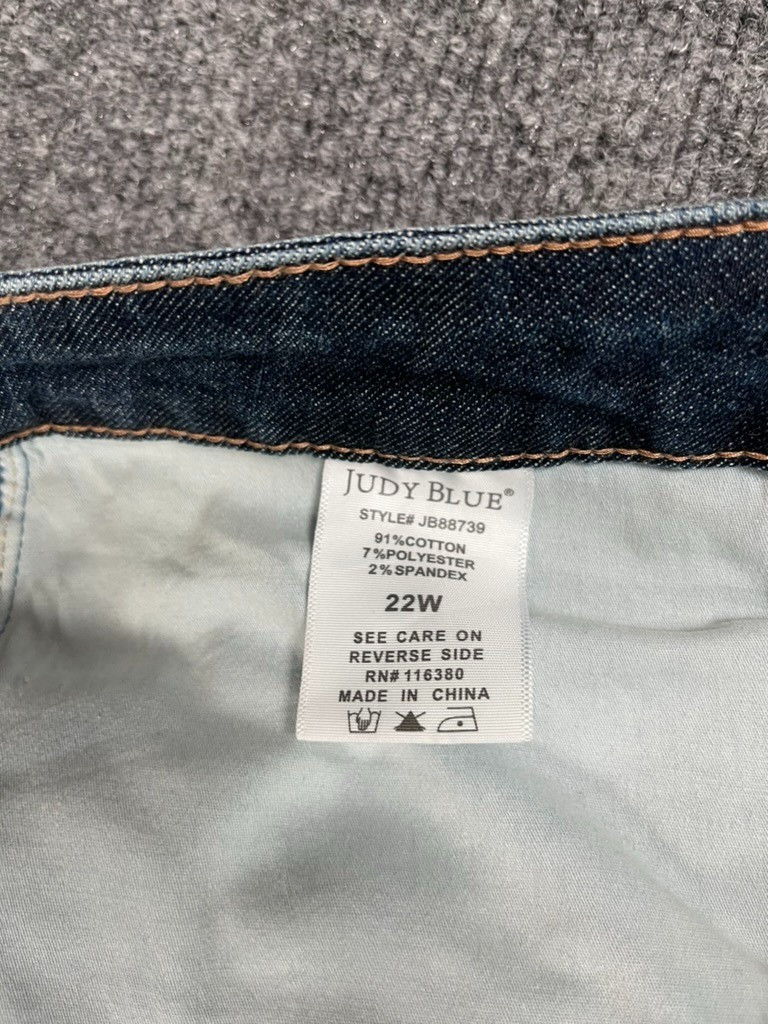 JUDY BLUE®
STYLE# JB88739
91%COTTON
7%POLYESTER
2%SPANDEX
22W
SEE CARE ON
REVERSE SIDE
RN# 116380
MADE IN CHINA